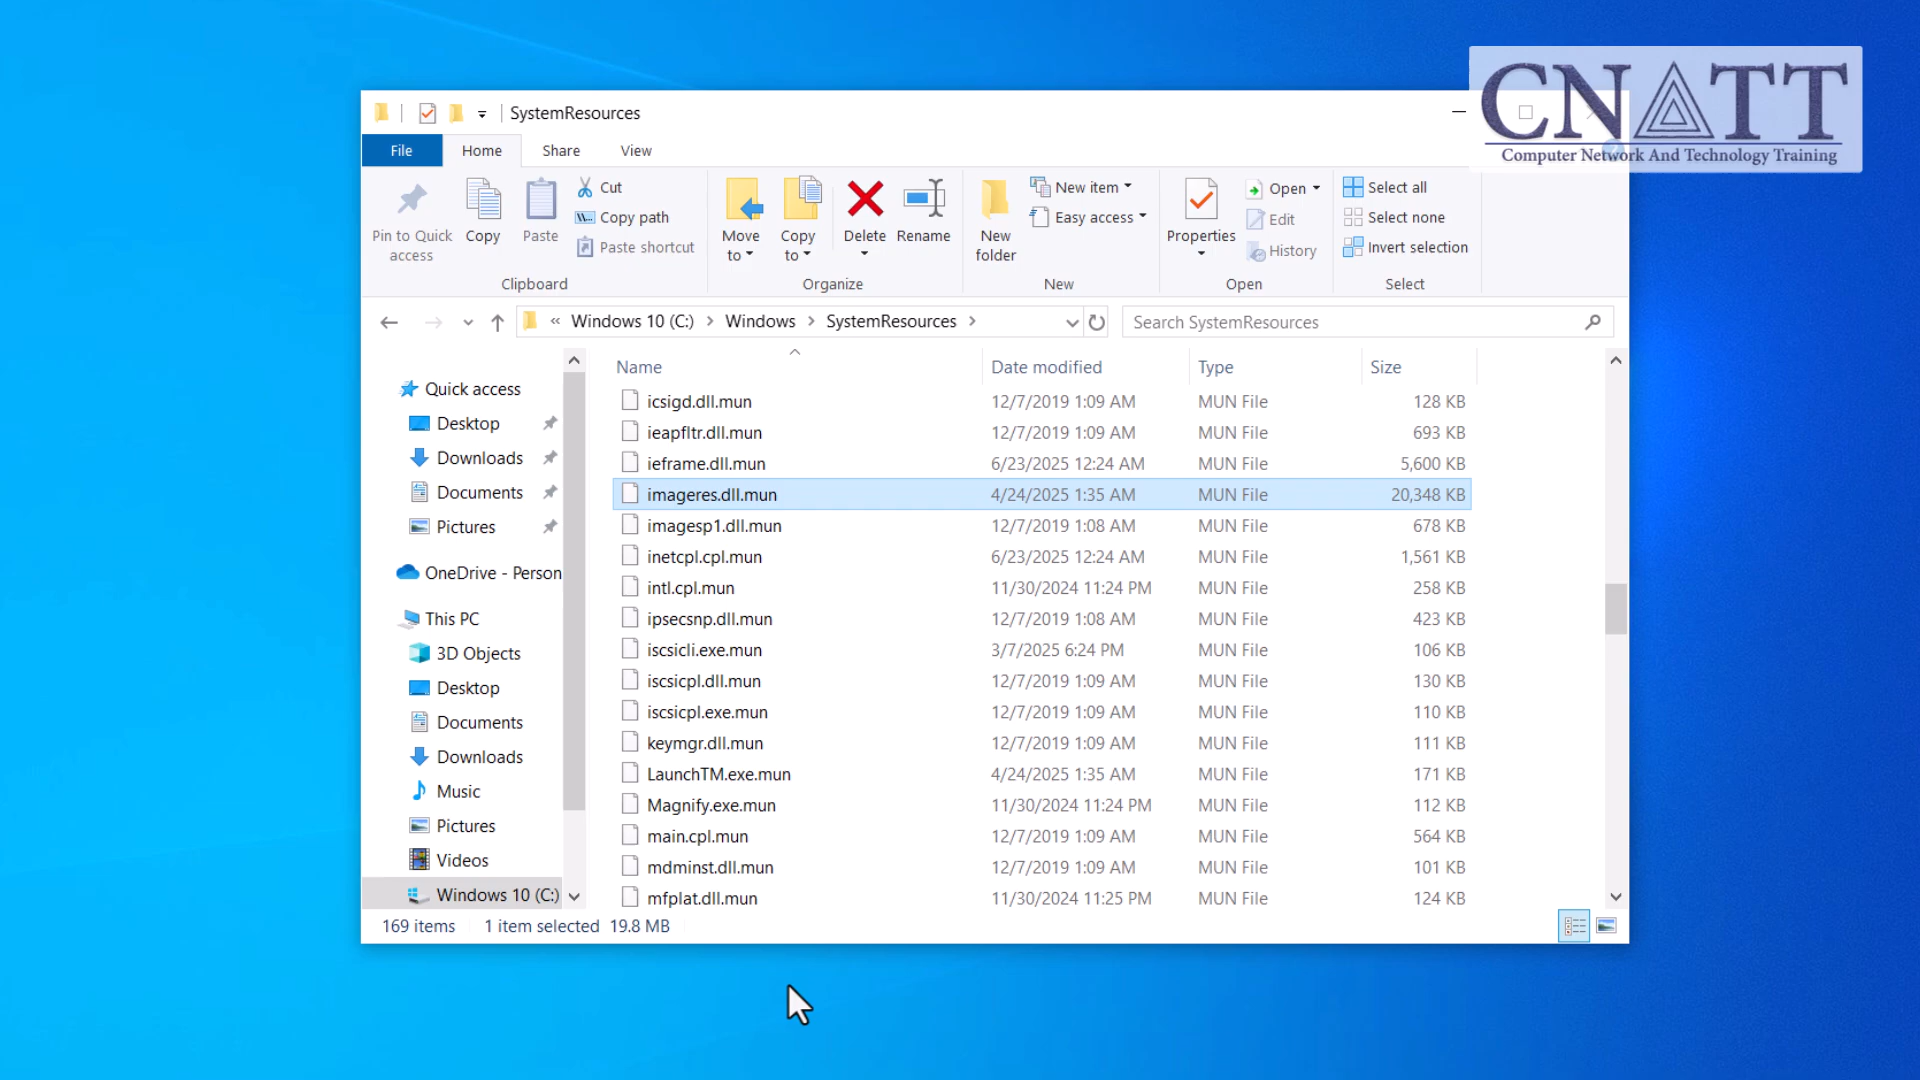 CNATT
Computer Network And Technology Training
SystemResources
File Home Share View
Pin to Quick access
Copy
Paste
Cut
Copy path
Paste shortcut
Clipboard
Move to
Copy to
Delete
Rename
Organize
New folder
New item
Easy access
New
Properties
Open
Edit
History
Open
Select all
Select none
Invert selection
Select
« Windows 10 (C:) > Windows > SystemResources >
Search SystemResources
Quick access
Desktop
Downloads
Documents
Pictures
OneDrive - Person
This PC
3D Objects
Desktop
Documents
Downloads
Music
Pictures
Videos
Windows 10 (C:)
Name Date modified Type Size
icsigd.dll.mun 12/7/2019 1:09 AM MUN File 128 KB
ieapfltr.dll.mun 12/7/2019 1:09 AM MUN File 693 KB
ieframe.dll.mun 6/23/2025 12:24 AM MUN File 5,600 KB
imageres.dll.mun 4/24/2025 1:35 AM MUN File 20,348 KB
imagesp1.dll.mun 12/7/2019 1:08 AM MUN File 678 KB
inetcpl.cpl.mun 6/23/2025 12:24 AM MUN File 1,561 KB
intl.cpl.mun 11/30/2024 11:24 PM MUN File 258 KB
ipsecsnp.dll.mun 12/7/2019 1:08 AM MUN File 423 KB
iscsicli.exe.mun 3/7/2025 6:24 PM MUN File 106 KB
iscsicpl.dll.mun 12/7/2019 1:09 AM MUN File 130 KB
iscsicpl.exe.mun 12/7/2019 1:09 AM MUN File 110 KB
keymgr.dll.mun 12/7/2019 1:09 AM MUN File 111 KB
LaunchTM.exe.mun 4/24/2025 1:35 AM MUN File 171 KB
Magnify.exe.mun 11/30/2024 11:24 PM MUN File 112 KB
main.cpl.mun 12/7/2019 1:09 AM MUN File 564 KB
mdminst.dll.mun 12/7/2019 1:09 AM MUN File 101 KB
mfplat.dll.mun 11/30/2024 11:25 PM MUN File 124 KB
169 items 1 item selected 19.8 MB